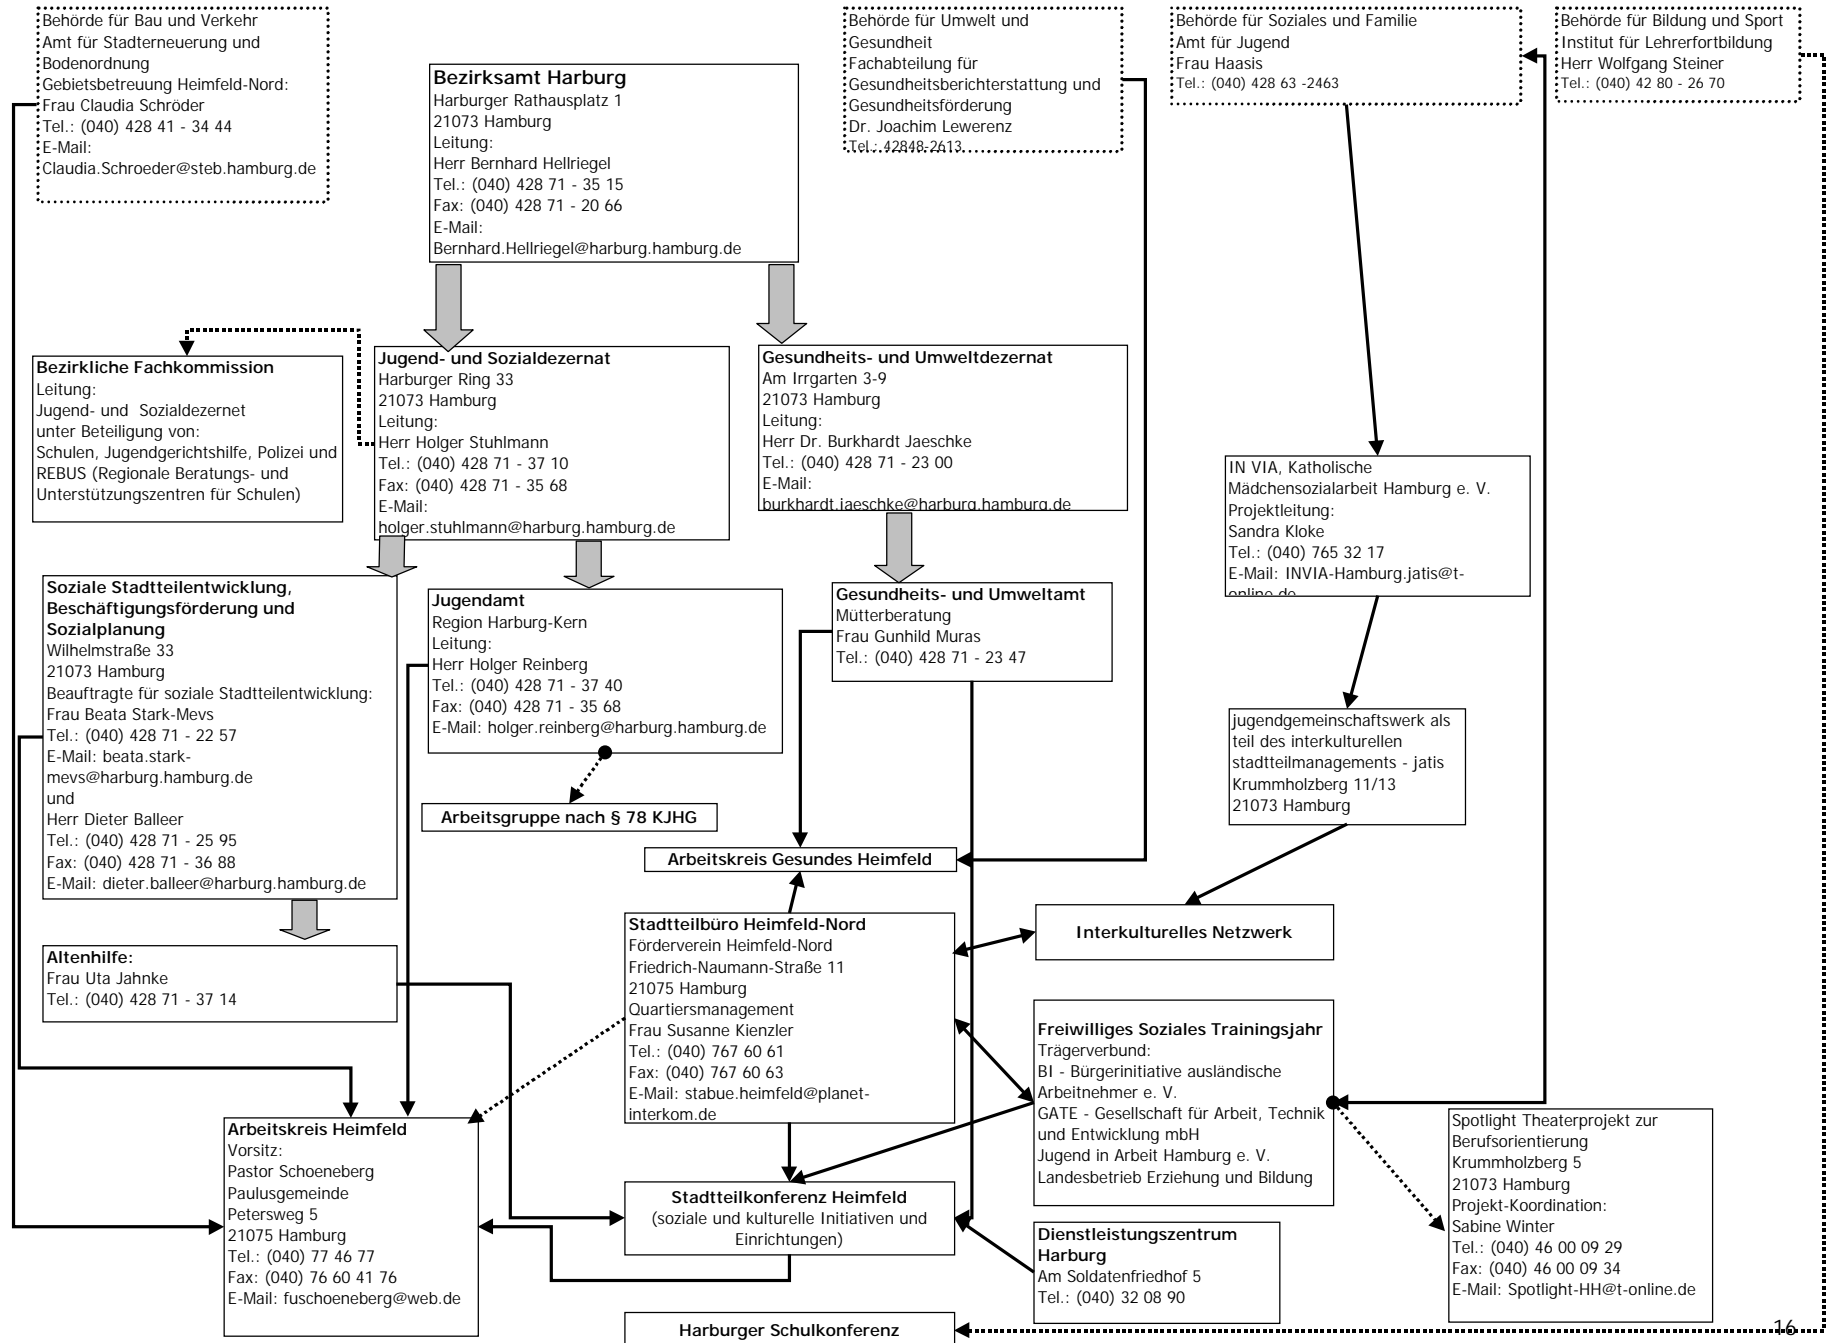 Behörde für Bau und Verkehr
Amt für Stadterneuerung und
Bodenordnung
Gebietsbetreuung Heimfeld-Nord:
Frau Claudia Schröder
Tel.: (040) 428 41 - 34 44
E-Mail:
Claudia.Schroeder@steb.hamburg.de
Bezirksamt Harburg
Harburger Rathausplatz 1
21073 Hamburg
Leitung:
Herr Bernhard Hellriegel
Tel.: (040) 428 71 - 35 15
Fax: (040) 428 71 - 20 66
E-Mail:
Bernhard.Hellriegel@harburg.hamburg.de
Behörde für Umwelt und
Gesundheit
Fachabteilung für
Gesundheitsberichterstattung und
Gesundheitsförderung
Dr. Joachim Lewerenz
Tel.: 42848-2613
Behörde für Soziales und Familie
Amt für Jugend
Frau Haasis
Tel.: (040) 428 63 -2463
Behörde für Bildung und Sport
Institut für Lehrerfortbildung
Herr Wolfgang Steiner
Tel.: (040) 42 80 - 26 70
Bezirkliche Fachkommission
Leitung:
Jugend- und Sozialdezernet
unter Beteiligung von:
Schulen, Jugendgerichtshilfe, Polizei und
REBUS (Regionale Beratungs- und
Unterstützungszentren für Schulen)
Jugend- und Sozialdezernat
Harburger Ring 33
21073 Hamburg
Leitung:
Herr Holger Stuhlmann
Tel.: (040) 428 71 - 37 10
Fax: (040) 428 71 - 35 68
E-Mail:
holger.stuhlmann@harburg.hamburg.de
Gesundheits- und Umweltdezernat
Am Irrgarten 3-9
21073 Hamburg
Leitung:
Herr Dr. Burkhardt Jaeschke
Tel.: (040) 428 71 - 23 00
E-Mail:
burkhardt.jaeschke@harburg.hamburg.de
IN VIA, Katholische
Mädchensozialarbeit Hamburg e. V.
Projektleitung:
Sandra Kloke
Tel.: (040) 765 32 17
E-Mail: INVIA-Hamburg.jatis@t-
online.de
Soziale Stadtteilentwicklung,
Beschäftigungsförderung und
Sozialplanung
Wilhelmstraße 33
21073 Hamburg
Beauftragte für soziale Stadtteilentwicklung:
Frau Beata Stark-Mevs
Tel.: (040) 428 71 - 22 57
E-Mail: beata.stark-
mevs@harburg.hamburg.de
und
Herr Dieter Balleer
Tel.: (040) 428 71 - 25 95
Fax: (040) 428 71 - 36 88
E-Mail: dieter.balleer@harburg.hamburg.de
Jugendamt
Region Harburg-Kern
Leitung:
Herr Holger Reinberg
Tel.: (040) 428 71 - 37 40
Fax: (040) 428 71 - 35 68
E-Mail: holger.reinberg@harburg.hamburg.de
Gesundheits- und Umweltamt
Mütterberatung
Frau Gunhild Muras
Tel.: (040) 428 71 - 23 47
jugendgemeinschaftswerk als
teil des interkulturellen
stadtteilmanagements - jatis
Krummholzberg 11/13
21073 Hamburg
Arbeitsgruppe nach § 78 KJHG
Arbeitskreis Gesundes Heimfeld
Altenhilfe:
Frau Uta Jahnke
Tel.: (040) 428 71 - 37 14
Stadtteilbüro Heimfeld-Nord
Förderverein Heimfeld-Nord
Friedrich-Naumann-Straße 11
21075 Hamburg
Quartiersmanagement
Frau Susanne Kienzler
Tel.: (040) 767 60 61
Fax: (040) 767 60 63
E-Mail: stabue.heimfeld@planet-
interkom.de
Interkulturelles Netzwerk
Freiwilliges Soziales Trainingsjahr
Trägerverbund:
BI - Bürgerinitiative ausländische
Arbeitnehmer e. V.
GATE - Gesellschaft für Arbeit, Technik
und Entwicklung mbH
Jugend in Arbeit Hamburg e. V.
Landesbetrieb Erziehung und Bildung
Arbeitskreis Heimfeld
Vorsitz:
Pastor Schoeneberg
Paulusgemeinde
Petersweg 5
21075 Hamburg
Tel.: (040) 77 46 77
Fax: (040) 76 60 41 76
E-Mail: fuschoeneberg@web.de
Stadtteilkonferenz Heimfeld
(soziale und kulturelle Initiativen und
Einrichtungen)
Dienstleistungszentrum
Harburg
Am Soldatenfriedhof 5
Tel.: (040) 32 08 90
Spotlight Theaterprojekt zur
Berufsorientierung
Krummholzberg 5
21073 Hamburg
Projekt-Koordination:
Sabine Winter
Tel.: (040) 46 00 09 29
Fax: (040) 46 00 09 34
E-Mail: Spotlight-HH@t-online.de
Harburger Schulkonferenz
16